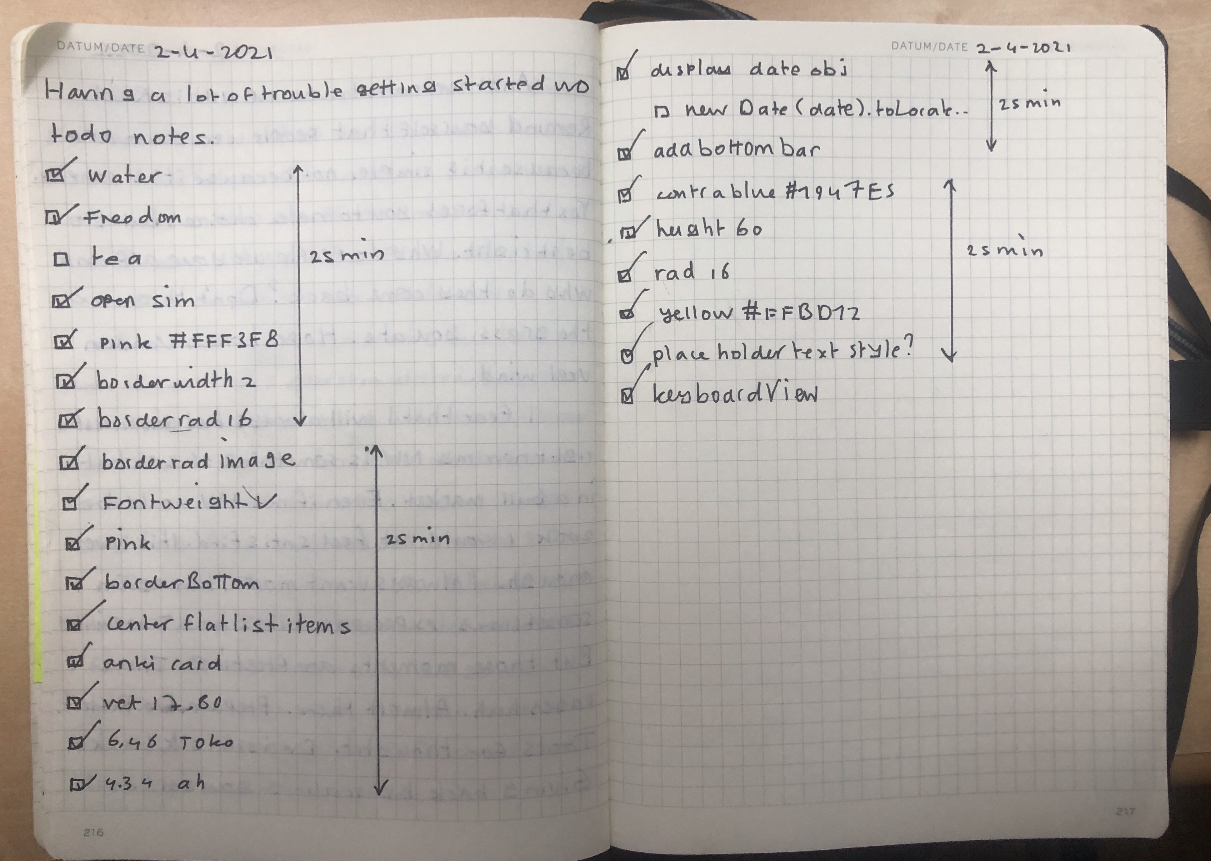 DATUM/DATE 2-4-2021
Having a lot of trouble getting started wo
todo notes.
water
Freedom
tea
open sim
25 min
Pink #FFF3F8
borderwidth 2
borderrad 16
borderrad image
Fontweight
Pink
25 min
borderBottom
center flatlist items
anki card
vet 17.80
6,46 Toko
4.34 ah
216
DATUM/DATE 2-4-2021
display date obj
new Date(date).toLocale..
25 min
add bottom bar
contra blue #1947E5
height 60
25 min
rad 16
yellow #FFBD12
place holder text style?
keyboardView
217